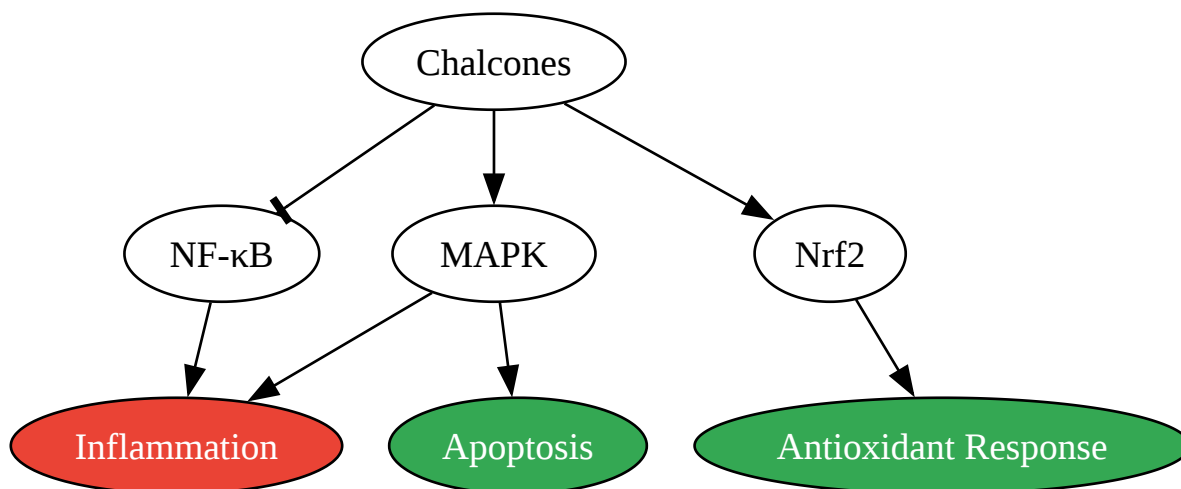 Chalcones
NF-κB
MAPK
Nrf2
Inflammation
Apoptosis
Antioxidant Response